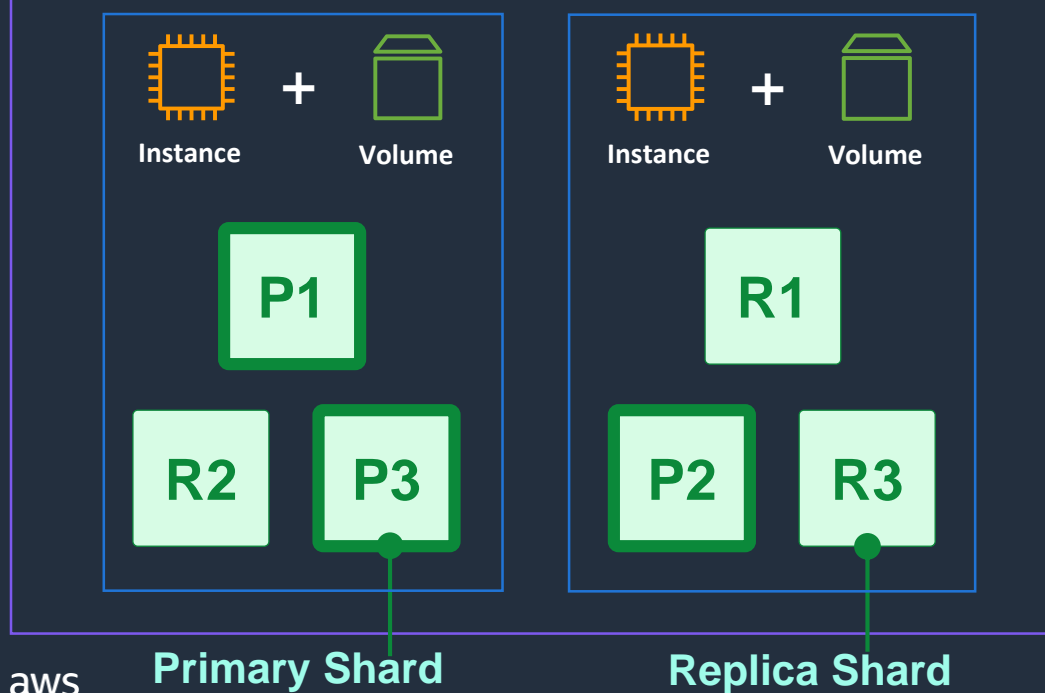 +
Instance Volume
+
Instance Volume
P1
R2 P3
R1
P2 R3
Primary Shard
Replica Shard
aws